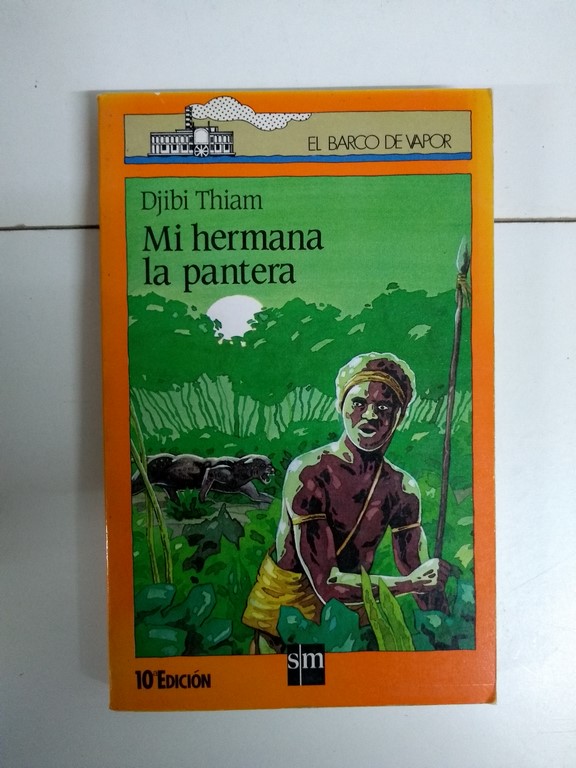 EL BARCO DE VAPOR
Djibi Thiam
Mi hermana
la pantera
sm
10ª EDICIÓN